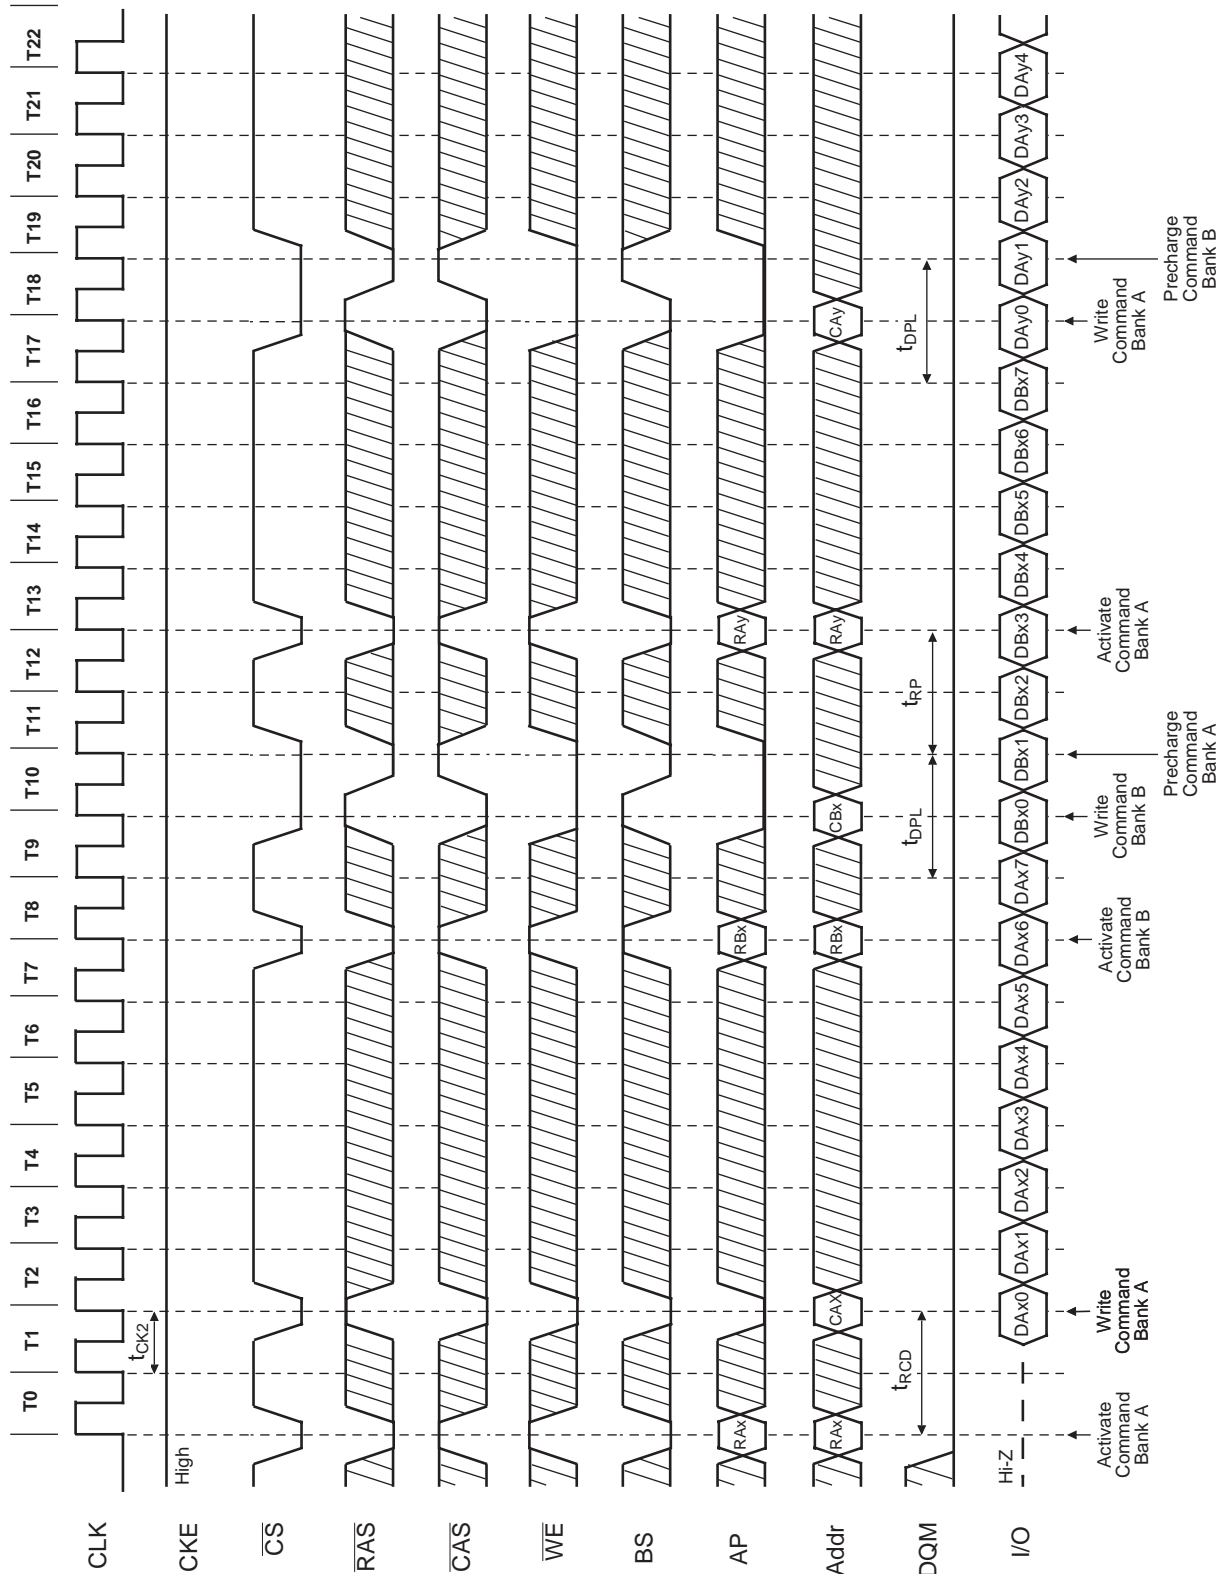 T0 T1 T2 T3 T4 T5 T6 T7 T8 T9 T10 T11 T12 T13 T14 T15 T16 T17 T18 T19 T20 T21 T22
CLK
tCK2
CKE
High
CS
RAS
CAS
WE
BS
AP
RAx RBx RAy
Addr
RAx CAX RBx CBx RAy CAy
DQM
tRCD tDPL tRP tDPL
I/O
Hi-Z
DAx0 DAx1 DAx2 DAx3 DAx4 DAx5 DAx6 DAx7 DBx0 DBx1 DBx2 DBx3 DBx4 DBx5 DBx6 DBx7 DAy0 DAy1 DAy2 DAy3 DAy4
Activate
Command
Bank A
Write
Command
Bank A
Activate
Command
Bank B
Write
Command
Bank B
Precharge
Command
Bank A
Activate
Command
Bank A
Write
Command
Bank A
Precharge
Command
Bank B